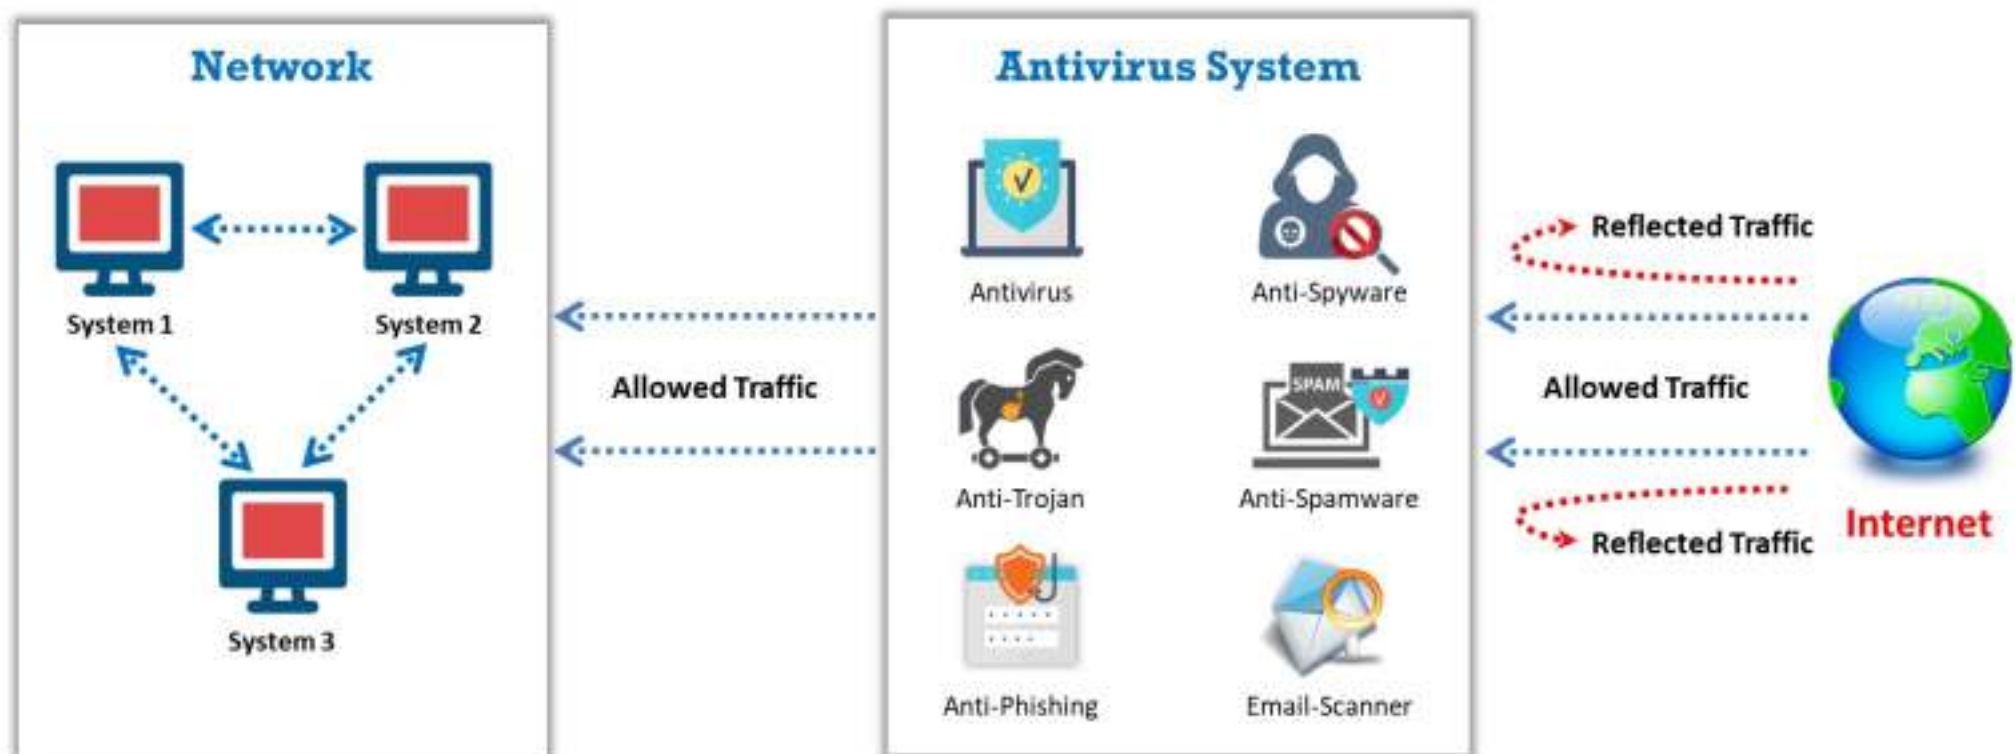 Network
System 1
System 2
System 3
Allowed Traffic
Antivirus System
Antivirus
Anti-Spyware
Anti-Trojan
SPAM
Anti-Spamware
Anti-Phishing
Email-Scanner
Reflected Traffic
Allowed Traffic
Reflected Traffic
Internet